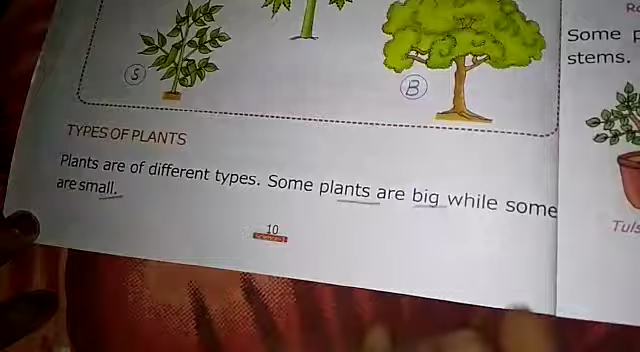 S
B
TYPES OF PLANTS
Plants are of different types. Some plants are big while some
are small.
10
Some
stems.